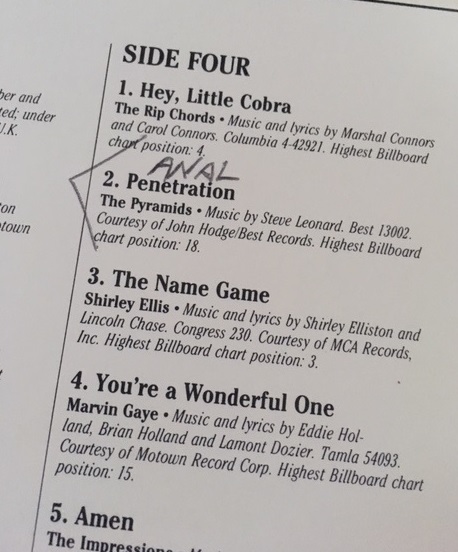 SIDE FOUR
1. Hey, Little Cobra
The Rip Chords • Music and lyrics by Marshal Connors
and Carol Connors. Columbia 4-42921. Highest Billboard
chart position: 4.
ANAL
2. Penetration
The Pyramids • Music by Steve Leonard. Best 13002.
Courtesy of John Hodge/Best Records. Highest Billboard
chart position: 18.
3. The Name Game
Shirley Ellis • Music and lyrics by Shirley Elliston and
Lincoln Chase. Congress 230. Courtesy of MCA Records,
Inc. Highest Billboard chart position: 3.
4. You're a Wonderful One
Marvin Gaye • Music and lyrics by Eddie Hol-
land, Brian Holland and Lamont Dozier. Tamla 54093.
Courtesy of Motown Record Corp. Highest Billboard chart
position: 15.
5. Amen
The Impressions
and
under
U.K.